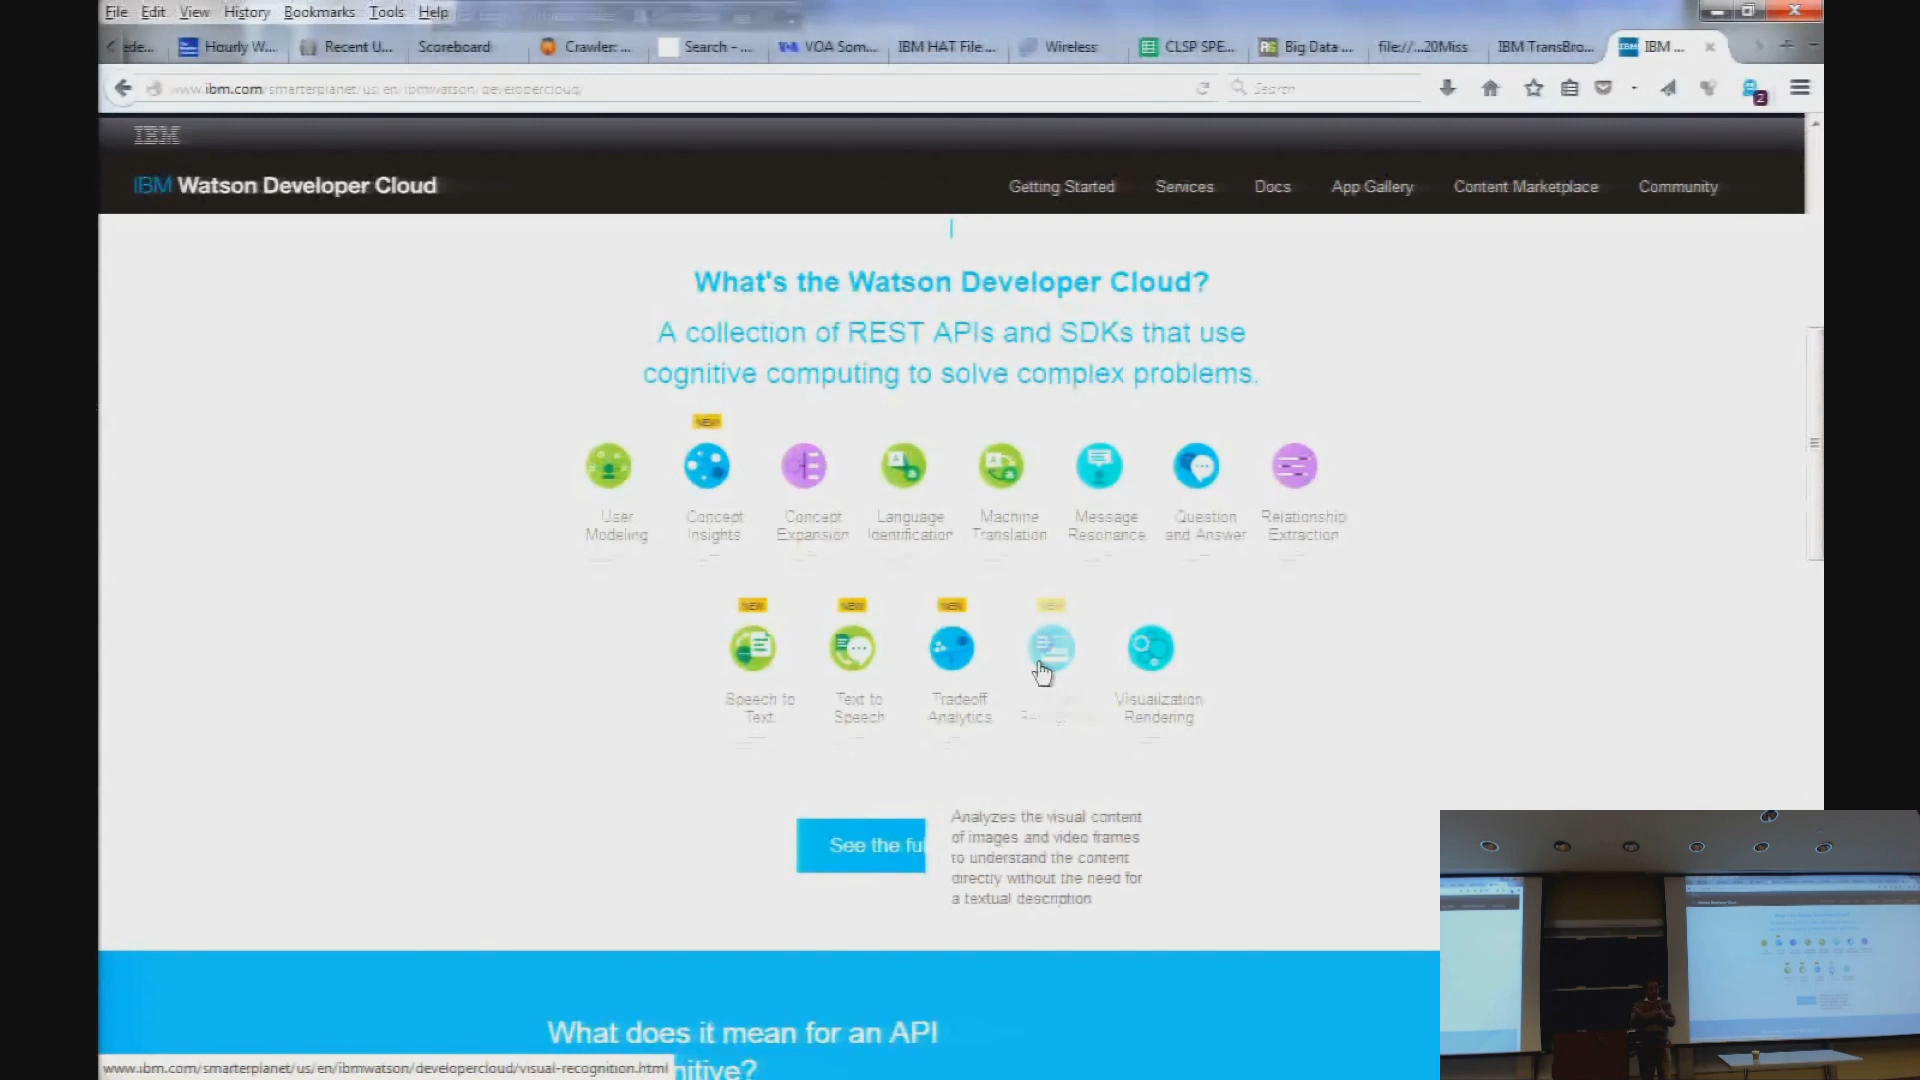 File Edit View History Bookmarks Tools Help
ede... Hourly W... Recent U... Scoreboard Crawler: ... Search - ... VOA Som... IBM HAT File... Wireless CLSP SPE... Big Data ... file://...20Miss IBM TransBro... IBM ...
www.ibm.com/smarterplanet/us/en/ibmwatson/developercloud/ Search
2
IBM
IBM Watson Developer Cloud Getting Started Services Docs App Gallery Content Marketplace Community
What's the Watson Developer Cloud?
A collection of REST APIs and SDKs that use
cognitive computing to solve complex problems.
NEW
User Modeling
Concept Insights
Concept Expansion
Language Identification
Machine Translation
Message Resonance
Question and Answer
Relationship Extraction
NEW NEW NEW NEW
Speech to Text
Text to Speech
Tradeoff Analytics
Visualization Rendering
See the ful
Analyzes the visual content
of images and video frames
to understand the content
directly without the need for
a textual description
What does it mean for an API
nitive?
www.ibm.com/smarterplanet/us/en/ibmwatson/developercloud/visual-recognition.html